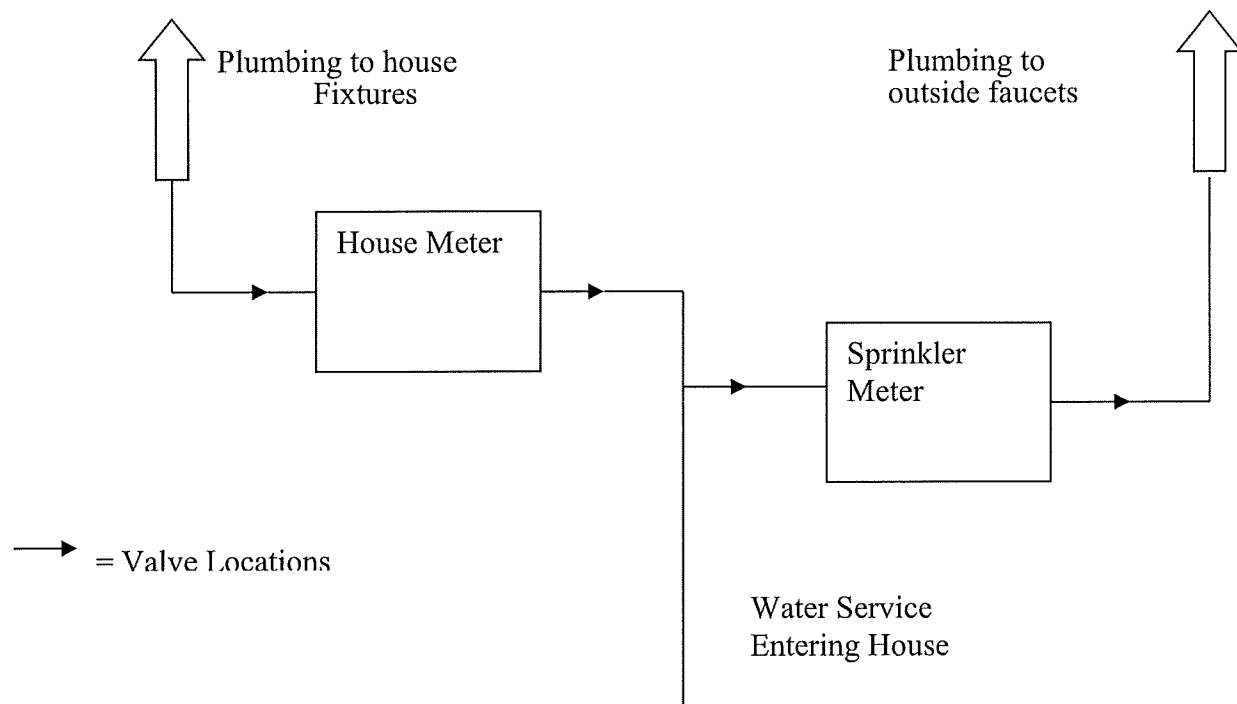 Plumbing to house
Fixtures
Plumbing to
outside faucets
House Meter
Sprinkler
Meter
= Valve Locations
Water Service
Entering House